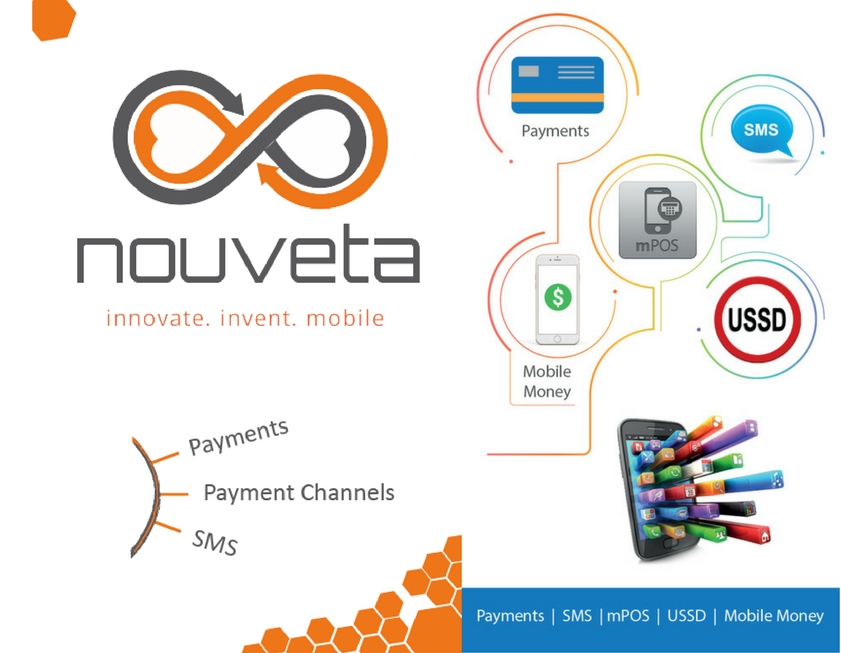 nouveta
innovate. invent. mobile
Payments
Payment Channels
SMS
Payments
SMS
mPOS
$
USSD
Mobile
Money
Payments | SMS | mPOS | USSD | Mobile Money